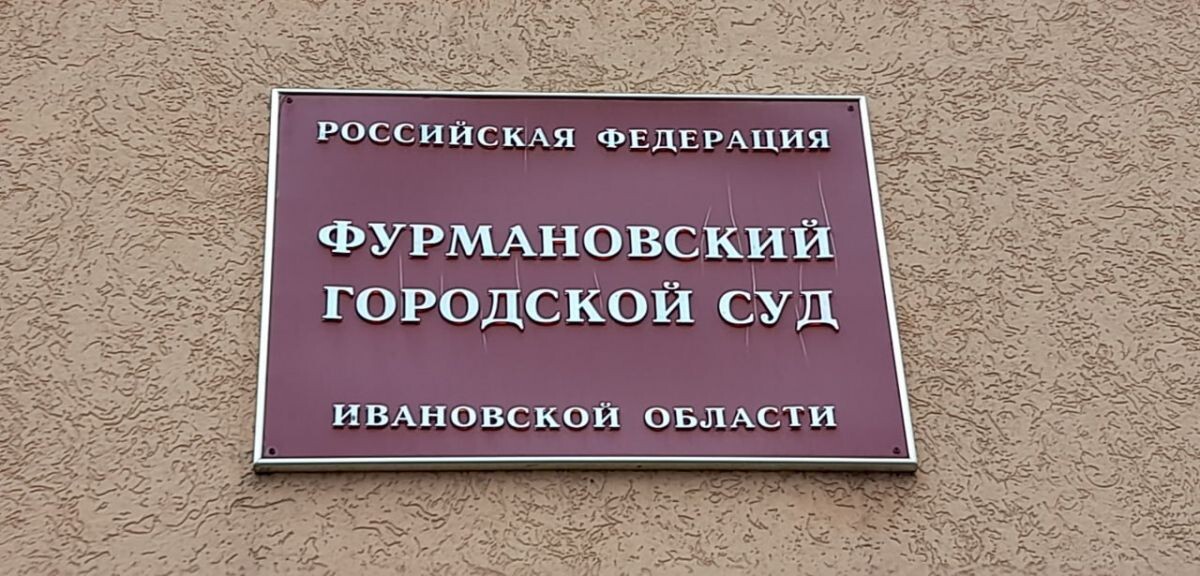 РОССИЙСКАЯ ФЕДЕРАЦИЯ
ФУРМАНОВСКИЙ
ГОРОДСКОЙ СУД
ИВАНОВСКОЙ ОБЛАСТИ